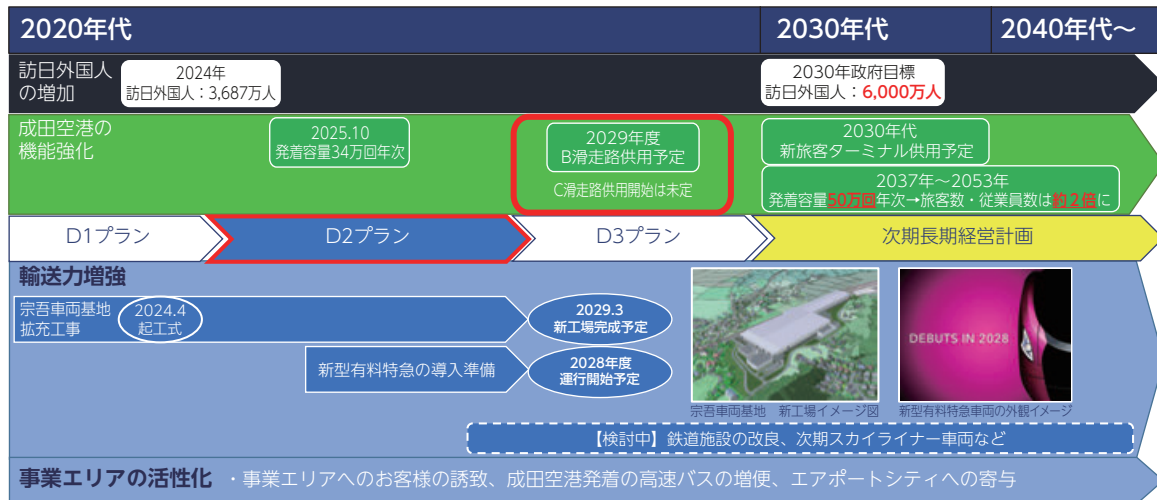 2020年代
2030年代
2040年代～
訪日外国人
の増加
2024年
訪日外国人：3,687万人
2030年政府目標
訪日外国人：6,000万人
成田空港の
機能強化
2025.10
発着容量34万回年次
2029年度
B滑走路供用予定
C滑走路供用開始は未定
2030年代
新旅客ターミナル供用予定
2037年～2053年
発着容量50万回年次→旅客数・従業員数は約２倍に
D1プラン
D2プラン
D3プラン
次期長期経営計画
輸送力増強
宗吾車両基地
拡充工事
2024.4
起工式
2029.3
新工場完成予定
新型有料特急の導入準備
2028年度
運行開始予定
DEBUTS IN 2028
宗吾車両基地　新工場イメージ図
新型有料特急車両の外観イメージ
【検討中】鉄道施設の改良、次期スカイライナー車両など
事業エリアの活性化 ・事業エリアへのお客様の誘致、成田空港発着の高速バスの増便、エアポートシティへの寄与